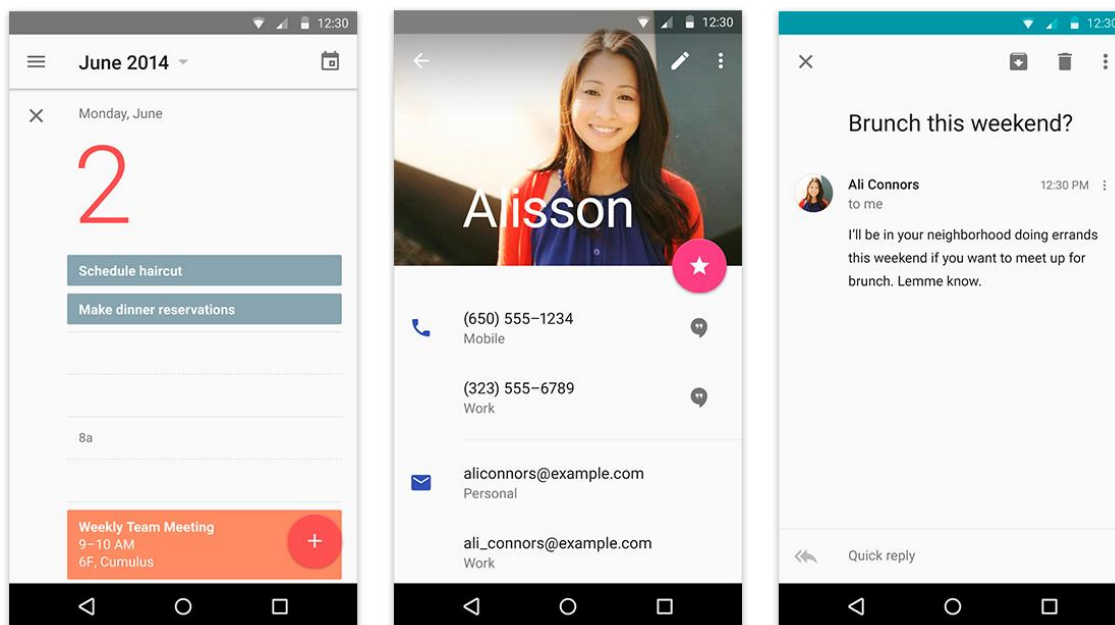 12:30
June 2014
Monday, June
2
Schedule haircut
Make dinner reservations
8a
Weekly Team Meeting
9–10 AM
6F, Cumulus
12:30
Alisson
(650) 555–1234
Mobile
(323) 555–6789
Work
aliconnors@example.com
Personal
ali_connors@example.com
Work
12:30
Brunch this weekend?
Ali Connors
12:30 PM
to me
I'll be in your neighborhood doing errands
this weekend if you want to meet up for
brunch. Lemme know.
Quick reply